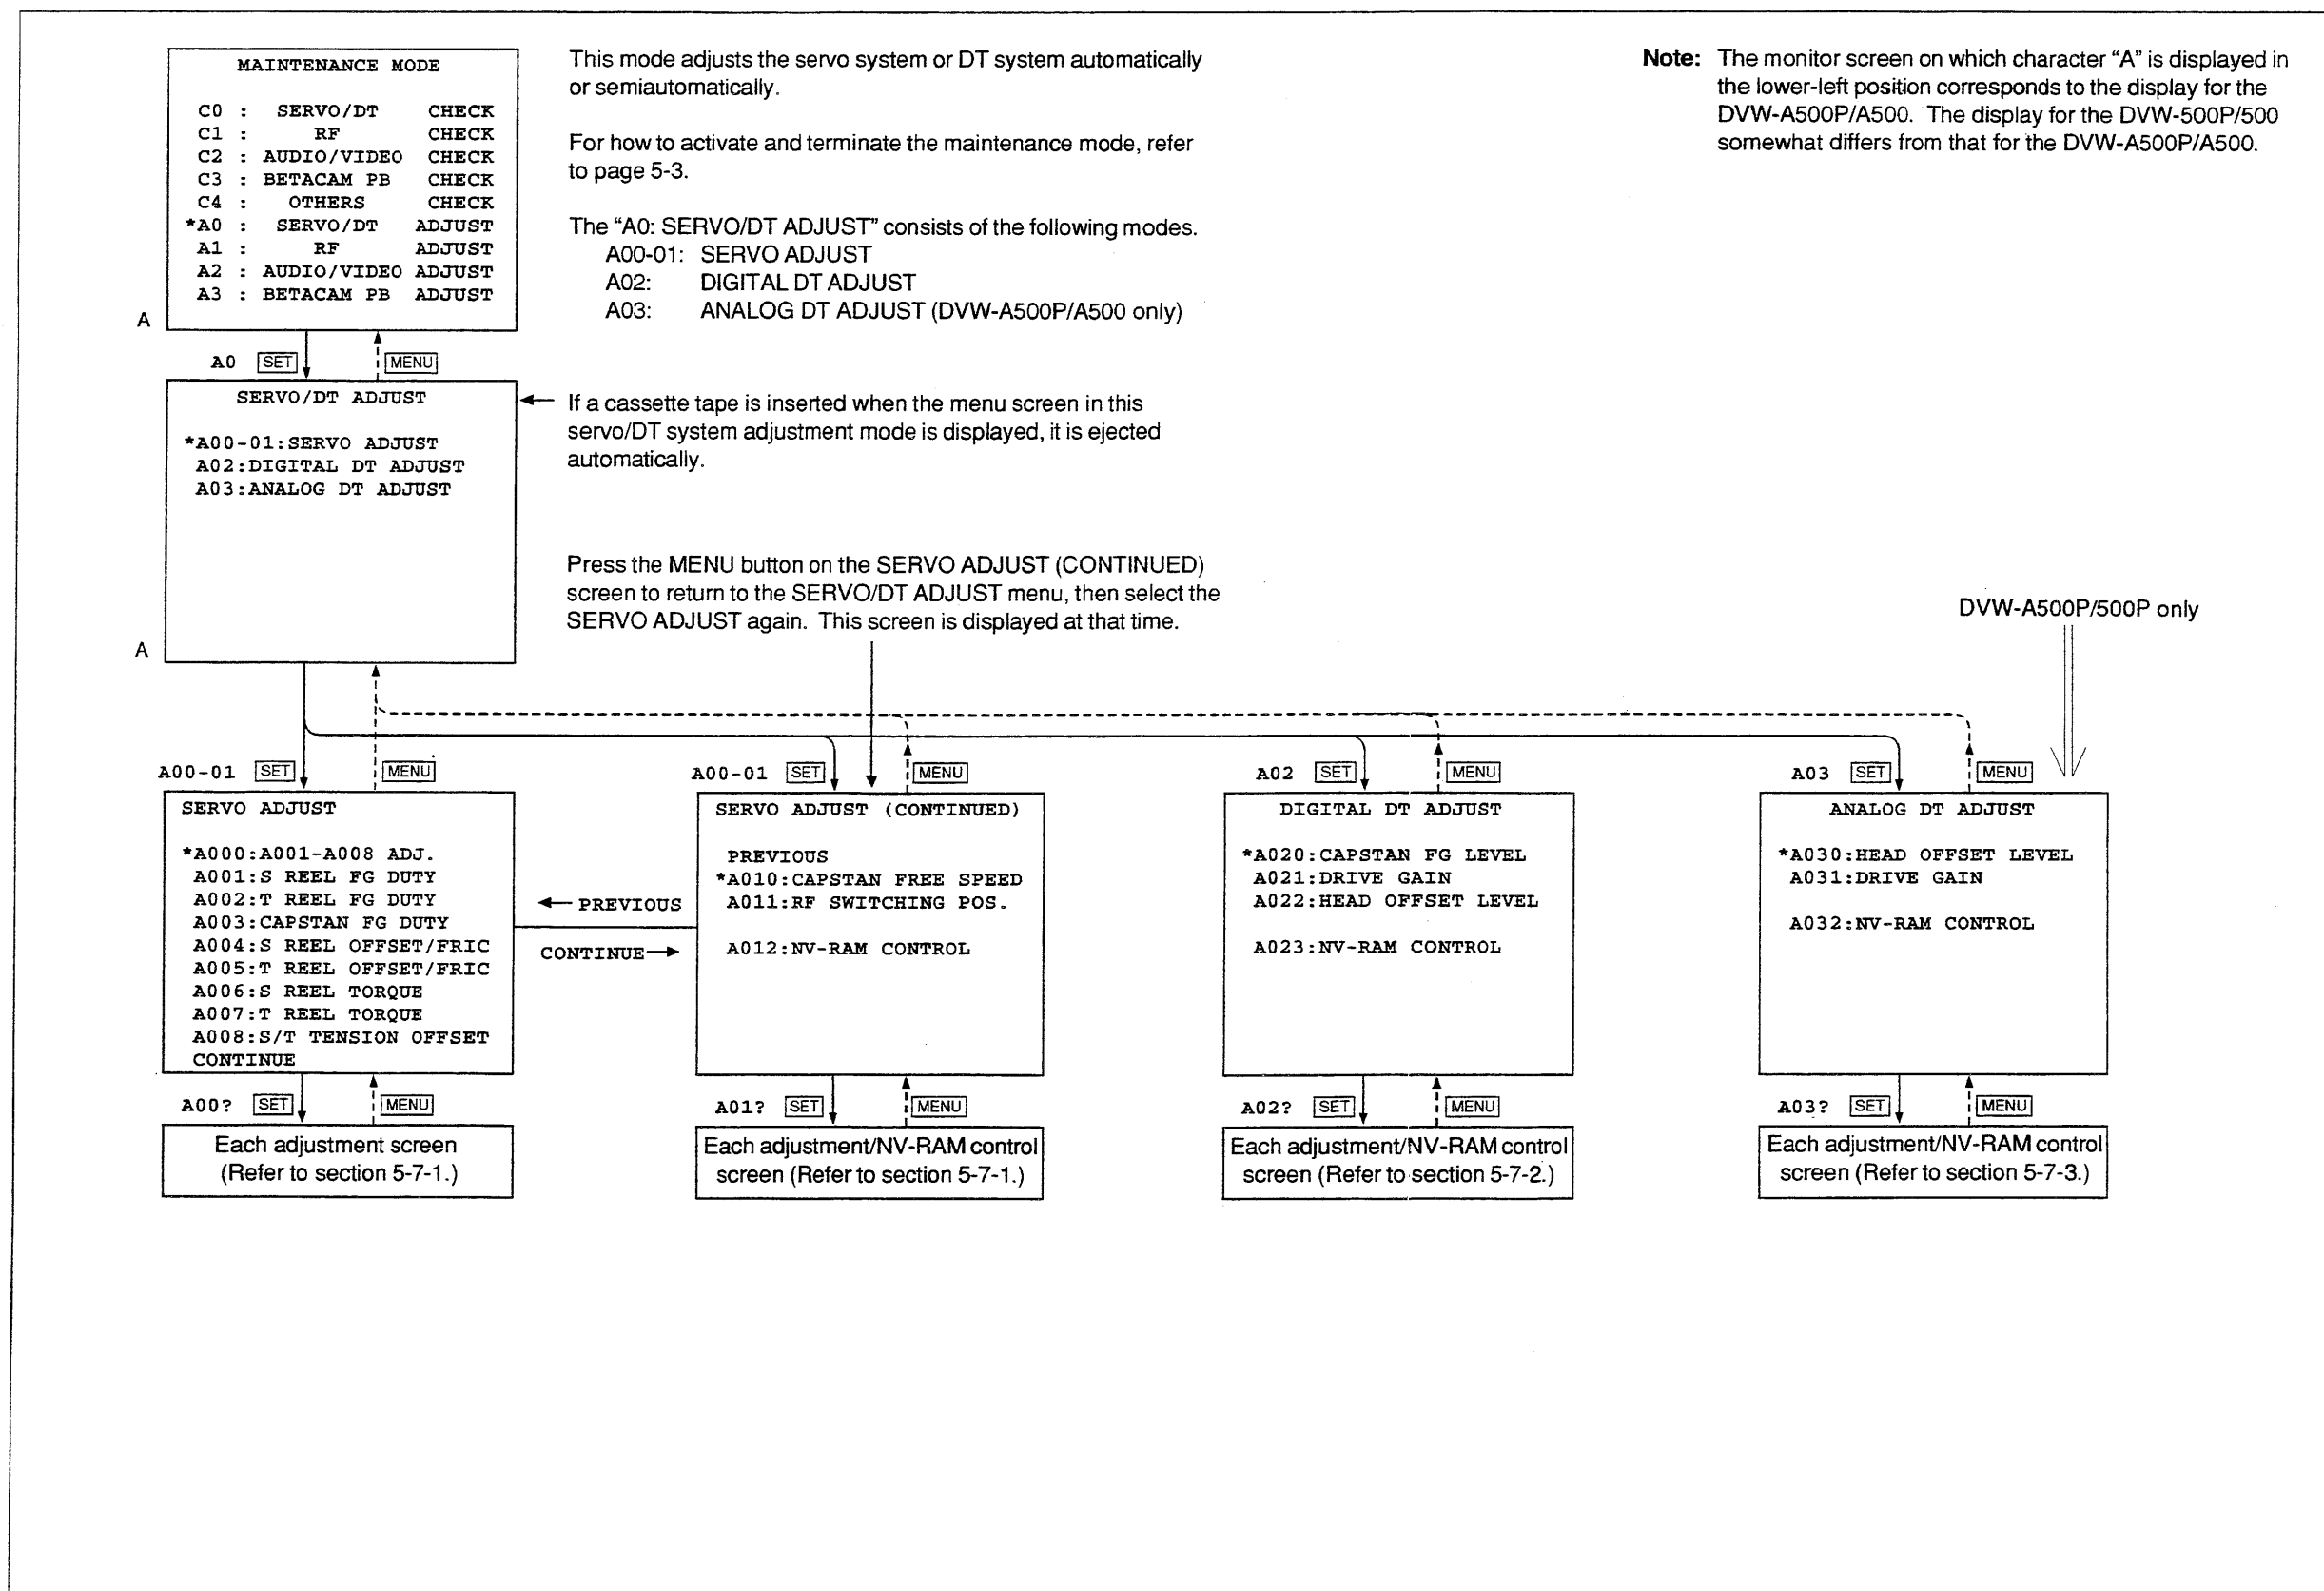 MAINTENANCE MODE
C0 : SERVO/DT CHECK
C1 : RF CHECK
C2 : AUDIO/VIDEO CHECK
C3 : BETACAM PB CHECK
C4 : OTHERS CHECK
*A0 : SERVO/DT ADJUST
A1 : RF ADJUST
A2 : AUDIO/VIDEO ADJUST
A3 : BETACAM PB ADJUST
A
This mode adjusts the servo system or DT system automatically
or semiautomatically.
For how to activate and terminate the maintenance mode, refer
to page 5-3.
The “A0: SERVO/DT ADJUST” consists of the following modes.
A00-01: SERVO ADJUST
A02: DIGITAL DT ADJUST
A03: ANALOG DT ADJUST (DVW-A500P/A500 only)
Note: The monitor screen on which character “A” is displayed in
the lower-left position corresponds to the display for the
DVW-A500P/A500. The display for the DVW-500P/500
somewhat differs from that for the DVW-A500P/A500.
A0 SET MENU
SERVO/DT ADJUST
*A00-01:SERVO ADJUST
A02:DIGITAL DT ADJUST
A03:ANALOG DT ADJUST
A
If a cassette tape is inserted when the menu screen in this
servo/DT system adjustment mode is displayed, it is ejected
automatically.
Press the MENU button on the SERVO ADJUST (CONTINUED)
screen to return to the SERVO/DT ADJUST menu, then select the
SERVO ADJUST again. This screen is displayed at that time.
DVW-A500P/500P only
A00-01 SET MENU
SERVO ADJUST
*A000:A001-A008 ADJ.
A001:S REEL FG DUTY
A002:T REEL FG DUTY
A003:CAPSTAN FG DUTY
A004:S REEL OFFSET/FRIC
A005:T REEL OFFSET/FRIC
A006:S REEL TORQUE
A007:T REEL TORQUE
A008:S/T TENSION OFFSET
CONTINUE
A00? SET MENU
Each adjustment screen
(Refer to section 5-7-1.)
← PREVIOUS
CONTINUE→
A00-01 SET MENU
SERVO ADJUST (CONTINUED)
PREVIOUS
*A010:CAPSTAN FREE SPEED
A011:RF SWITCHING POS.
A012:NV-RAM CONTROL
A01? SET MENU
Each adjustment/NV-RAM control
screen (Refer to section 5-7-1.)
A02 SET MENU
DIGITAL DT ADJUST
*A020:CAPSTAN FG LEVEL
A021:DRIVE GAIN
A022:HEAD OFFSET LEVEL
A023:NV-RAM CONTROL
A02? SET MENU
Each adjustment/NV-RAM control
screen (Refer to section 5-7-2.)
A03 SET MENU
ANALOG DT ADJUST
*A030:HEAD OFFSET LEVEL
A031:DRIVE GAIN
A032:NV-RAM CONTROL
A03? SET MENU
Each adjustment/NV-RAM control
screen (Refer to section 5-7-3.)